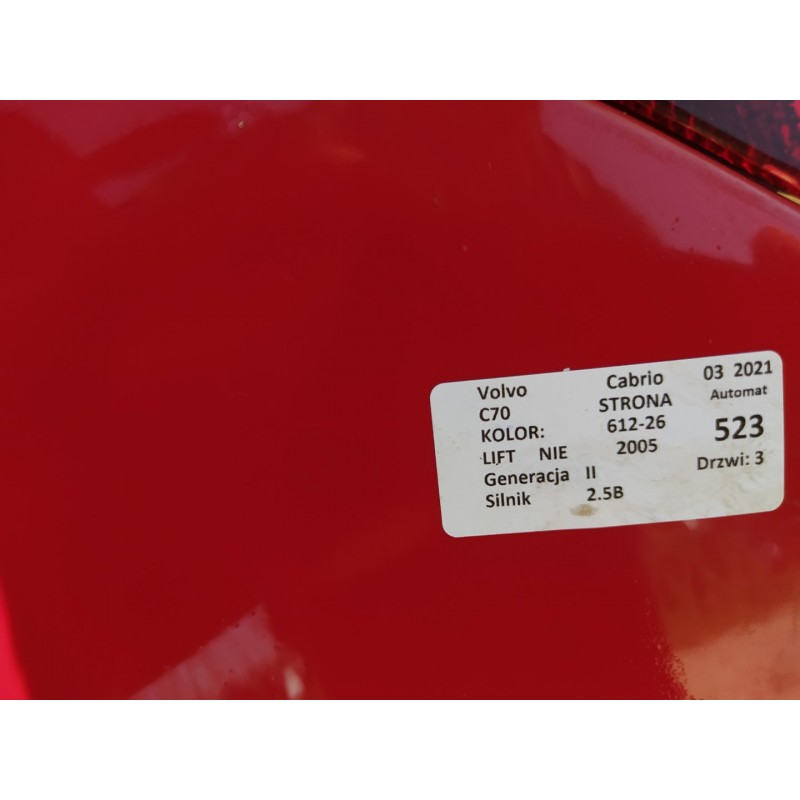 Volvo Cabrio 03 2021
C70 STRONA Automat
KOLOR: 612-26 523
LIFT NIE 2005 Drzwi: 3
Generacja II
Silnik 2.5B